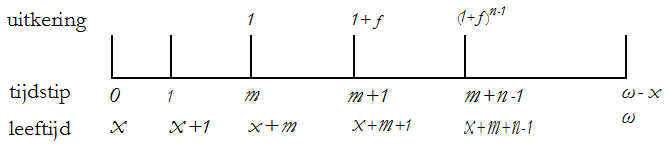 uitkering 1 1+f (1+f)^{n-1}
tijdstip 0 1 m m+1 m+n-1 ω-x
leeftijd x x+1 x+m x+m+1 x+m+n-1 ω